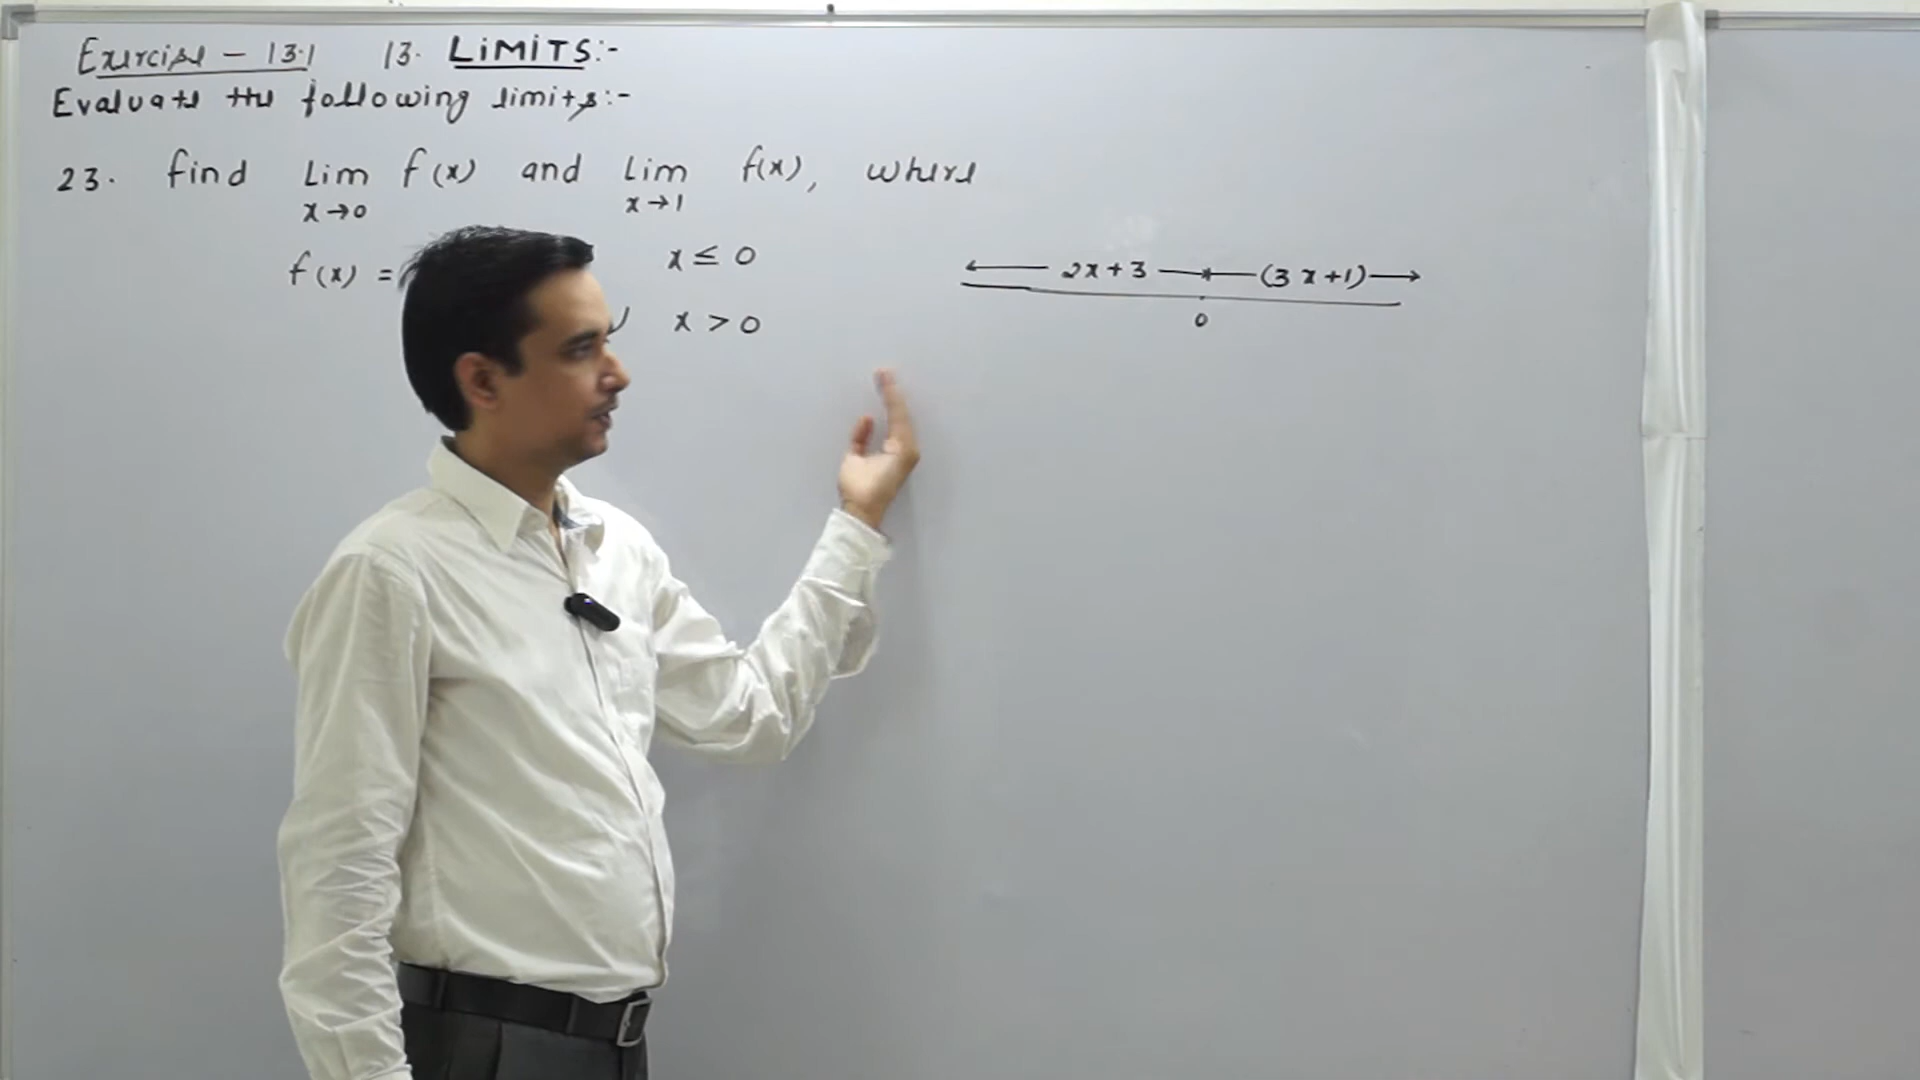 Exercise - 13.1 13. LiMiTS:-
Evaluate the following limits:-
23. find Lim f(x) and Lim f(x), where
x→0 x→1
f(x) = x ≤ 0
x > 0
2x+3 (3x+1)
0